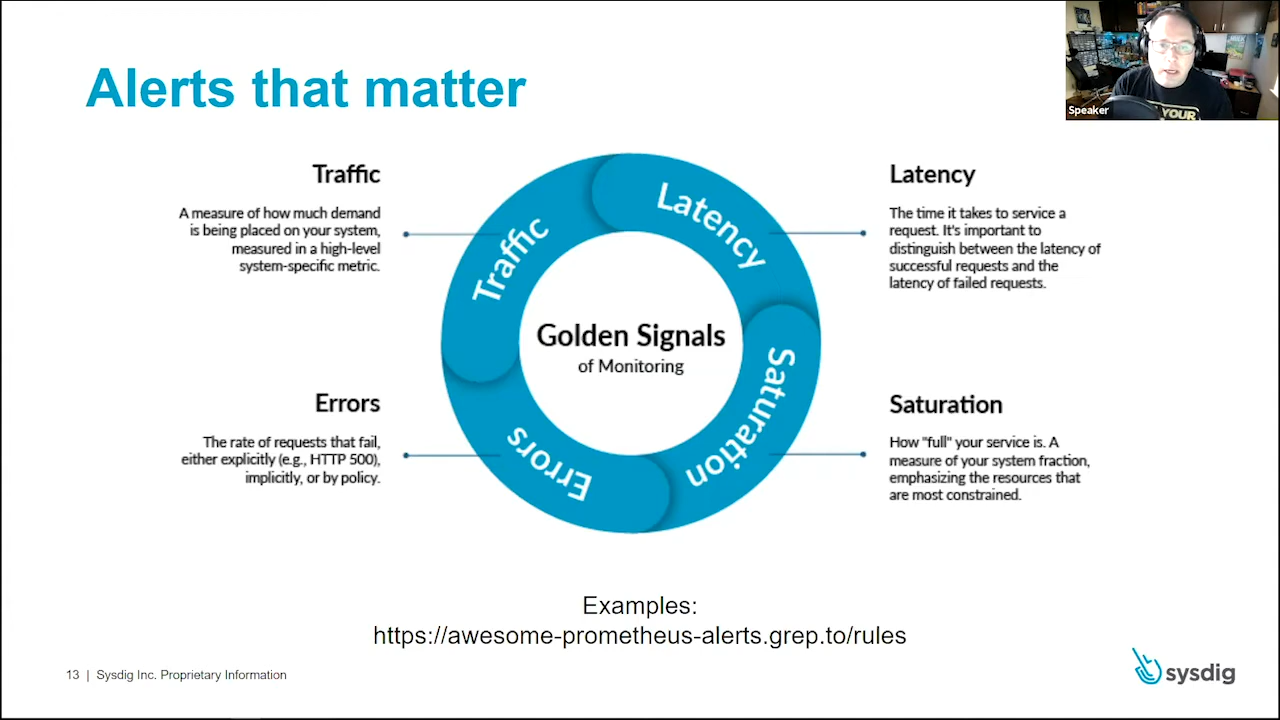 Alerts that matter
Speaker
YOUR
Traffic
A measure of how much demand
is being placed on your system,
measured in a high-level
system-specific metric.
Errors
The rate of requests that fail,
either explicitly (e.g., HTTP 500),
implicitly, or by policy.
Traffic
Latency
Saturation
Errors
Golden Signals
of Monitoring
Latency
The time it takes to service a
request. It's important to
distinguish between the latency of
successful requests and the
latency of failed requests.
Saturation
How "full" your service is. A
measure of your system fraction,
emphasizing the resources that
are most constrained.
Examples:
https://awesome-prometheus-alerts.grep.to/rules
13 | Sysdig Inc. Proprietary Information
sysdig